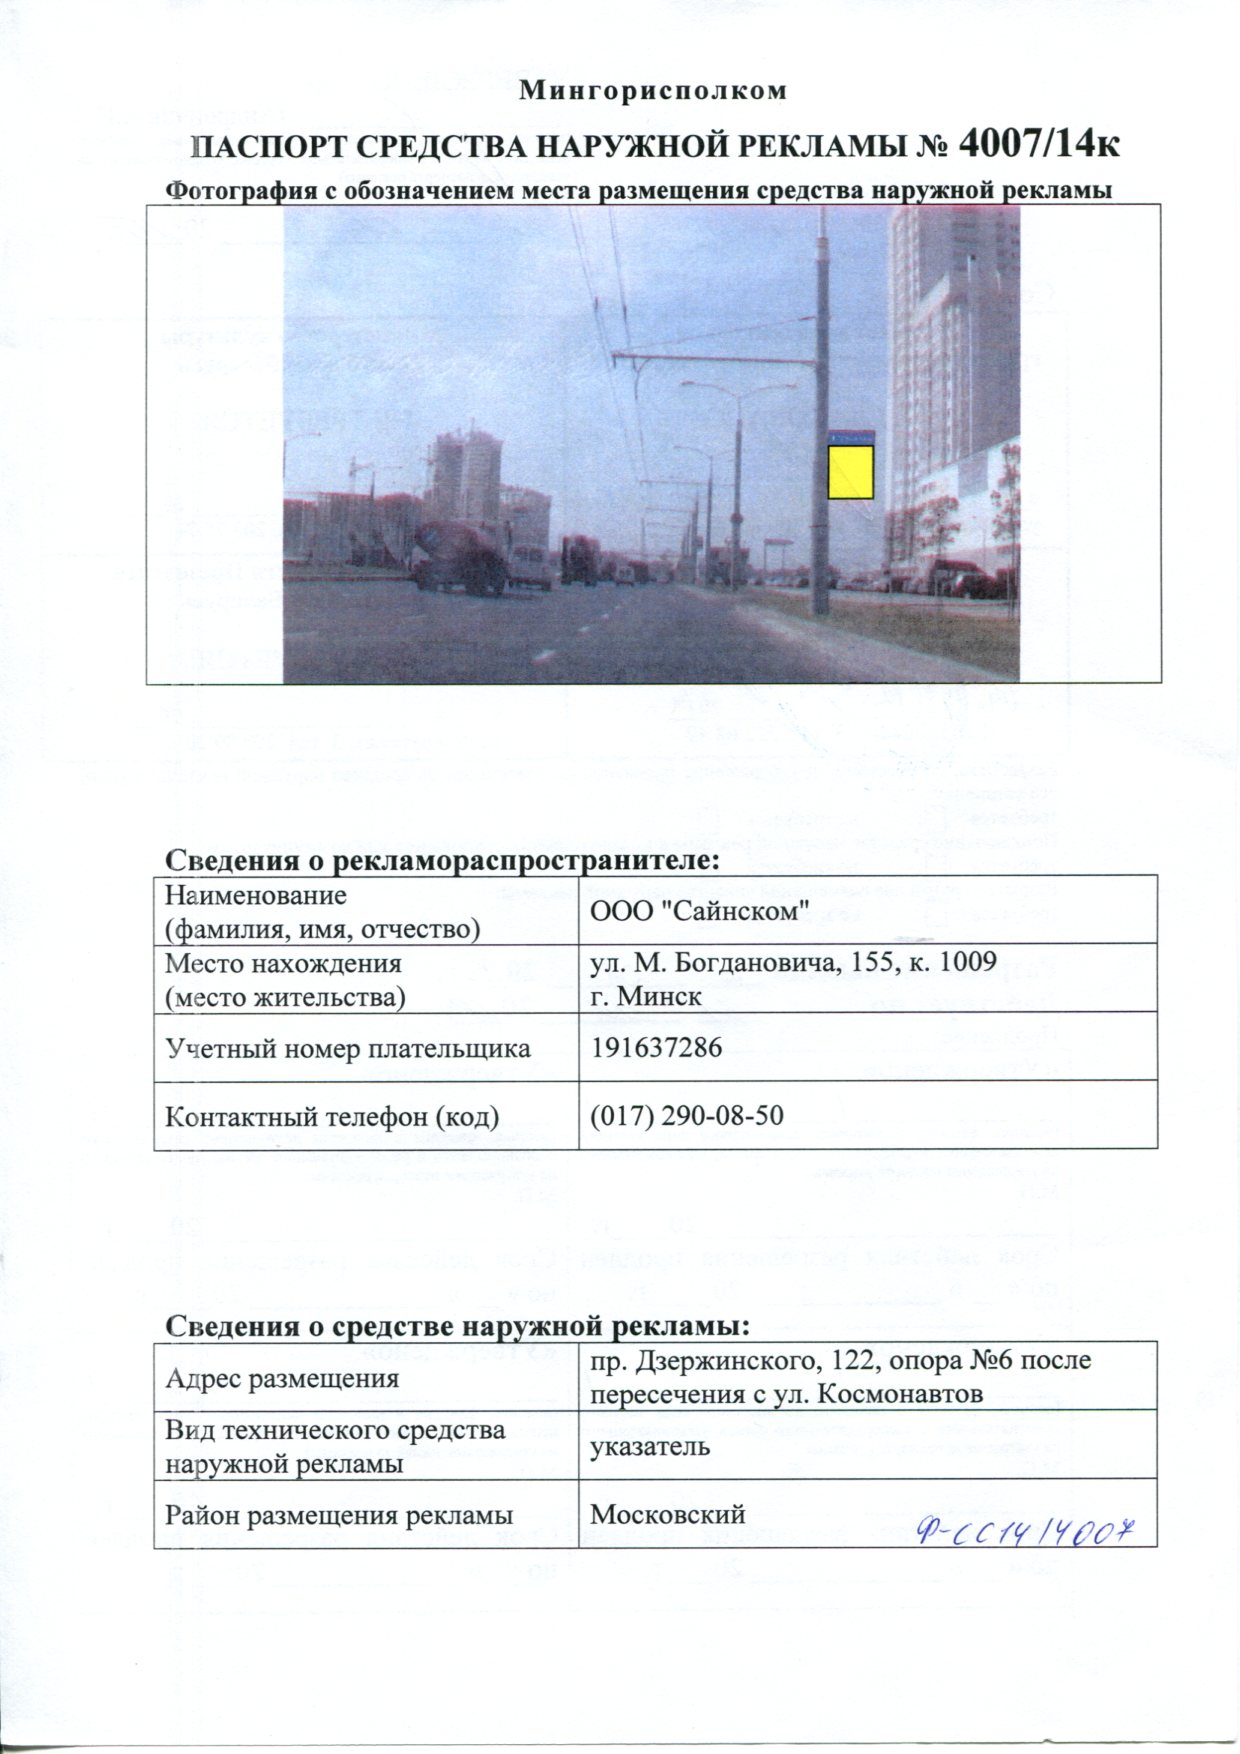 Мингорисполком
ПАСПОРТ СРЕДСТВА НАРУЖНОЙ РЕКЛАМЫ № 4007/14к
Фотография с обозначением места размещения средства наружной рекламы
Сведения о рекламораспространителе:
Наименование
(фамилия, имя, отчество)
ООО "Сайнском"
Место нахождения
(место жительства)
ул. М. Богдановича, 155, к. 1009
г. Минск
Учетный номер плательщика
191637286
Контактный телефон (код)
(017) 290-08-50
Сведения о средстве наружной рекламы:
Адрес размещения
пр. Дзержинского, 122, опора №6 после
пересечения с ул. Космонавтов
Вид технического средства
наружной рекламы
указатель
Район размещения рекламы
Московский
Ф-СС14/4007